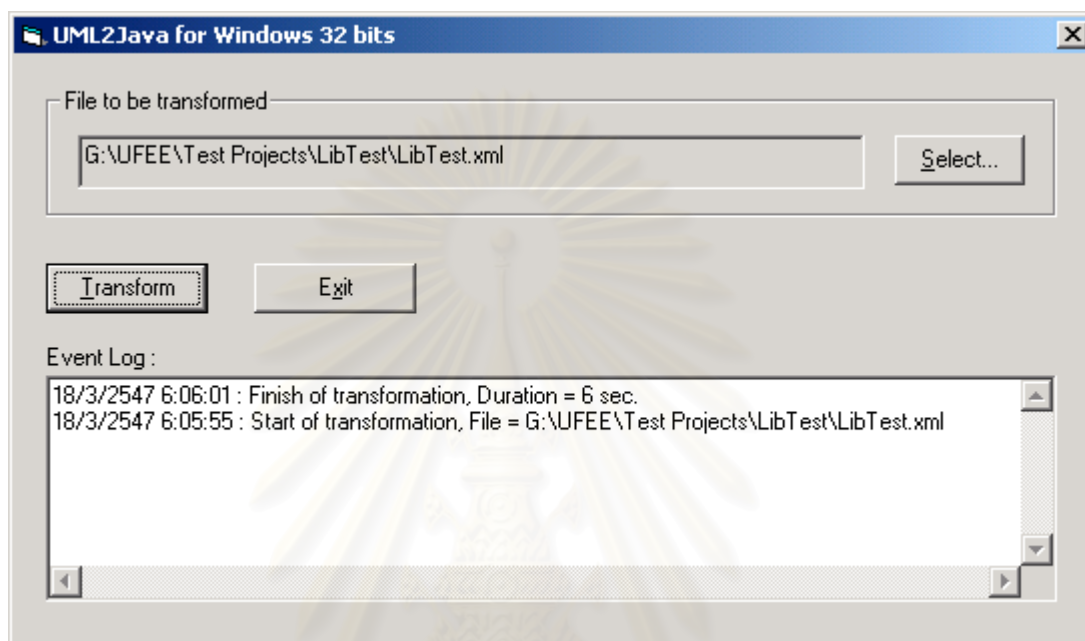 UML2Java for Windows 32 bits
File to be transformed
G:\UFEE\Test Projects\LibTest\LibTest.xml
Select...
Transform
Exit
Event Log :
18/3/2547 6:06:01 : Finish of transformation, Duration = 6 sec.
18/3/2547 6:05:55 : Start of transformation, File = G:\UFEE\Test Projects\LibTest\LibTest.xml